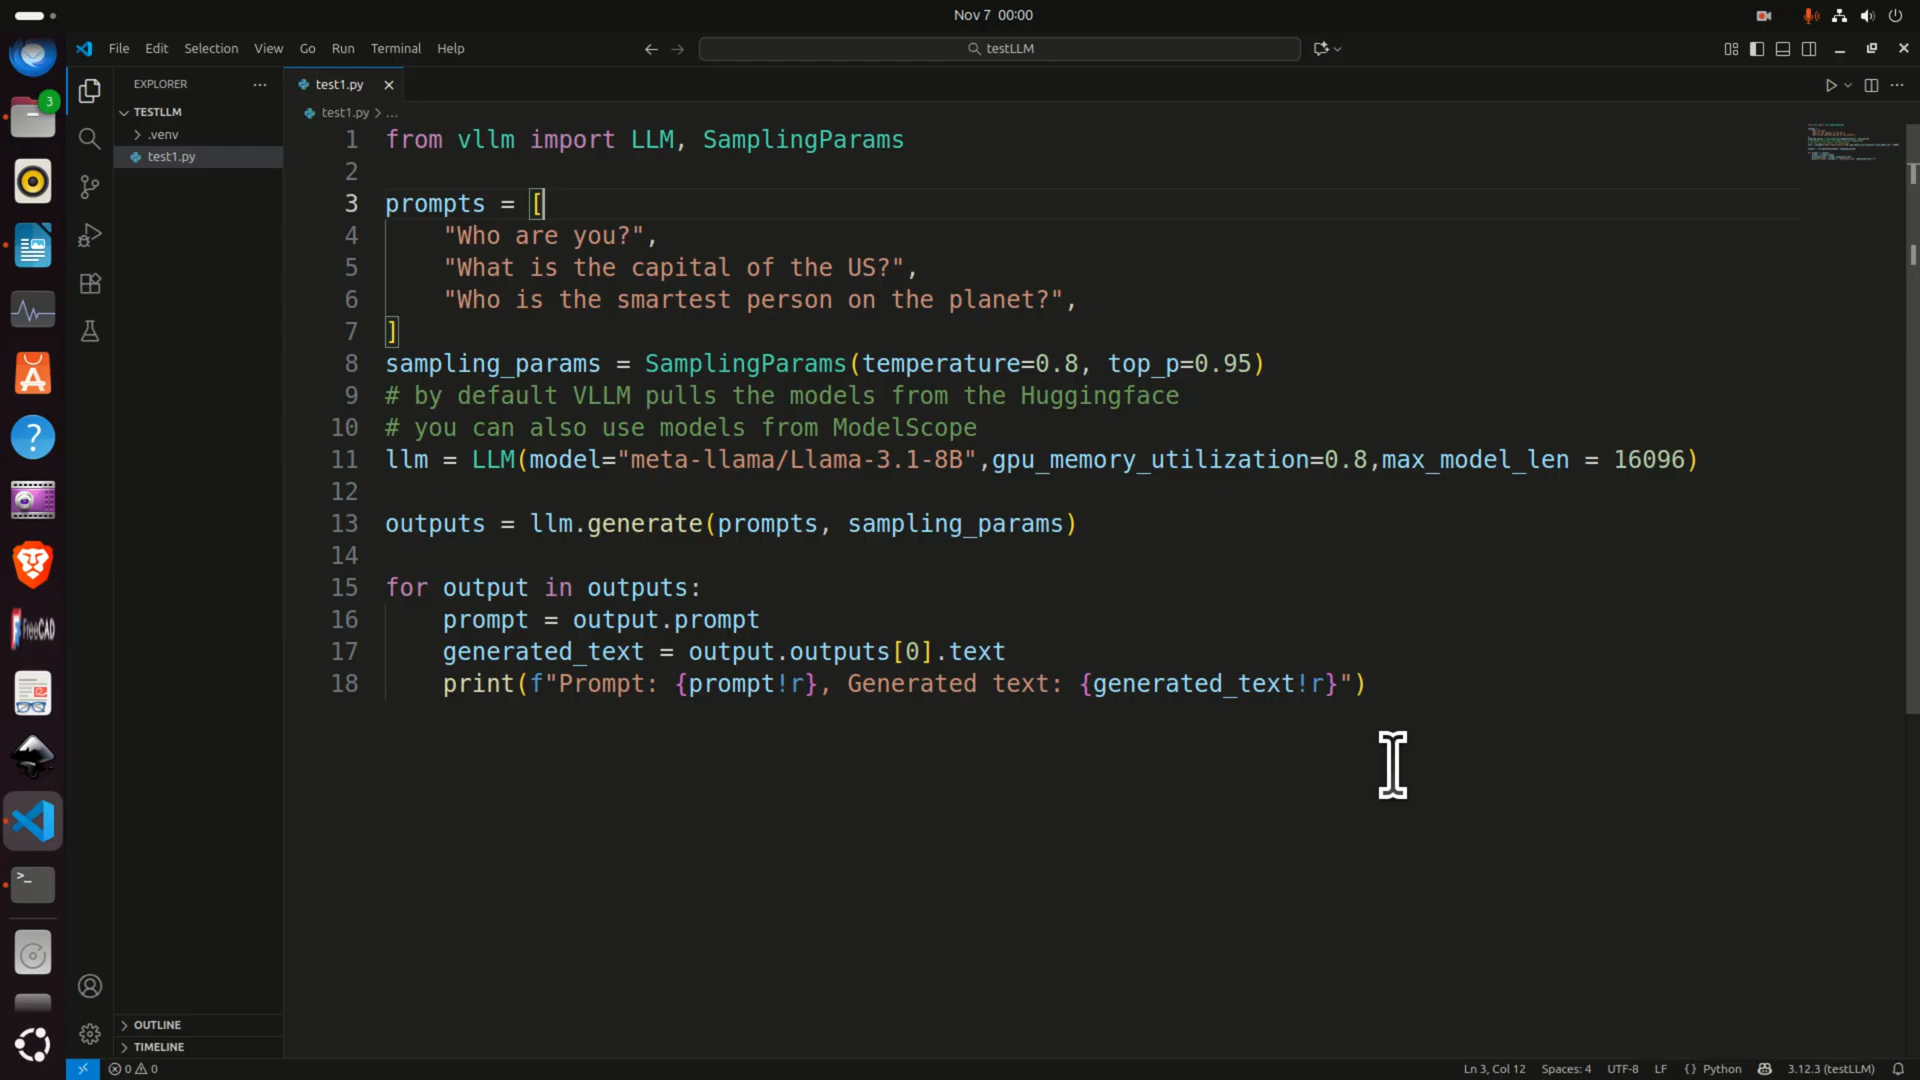 Nov 7 00:00
File Edit Selection View Go Run Terminal Help
testLLM
3
EXPLORER
test1.py
TESTLLM
.venv
test1.py
test1.py > ...
1 from vllm import LLM, SamplingParams
2
3 prompts = [
4 "Who are you?",
5 "What is the capital of the US?",
6 "Who is the smartest person on the planet?",
7 ]
8 sampling_params = SamplingParams(temperature=0.8, top_p=0.95)
9 # by default VLLM pulls the models from the Huggingface
10 # you can also use models from ModelScope
11 llm = LLM(model="meta-llama/Llama-3.1-8B",gpu_memory_utilization=0.8,max_model_len = 16096)
12
13 outputs = llm.generate(prompts, sampling_params)
14
15 for output in outputs:
16 prompt = output.prompt
17 generated_text = output.outputs[0].text
18 print(f"Prompt: {prompt!r}, Generated text: {generated_text!r}")
FreeCAD
OUTLINE
TIMELINE
0 0
Ln 3, Col 12 Spaces: 4 UTF-8 LF {} Python 3.12.3 (testLLM)